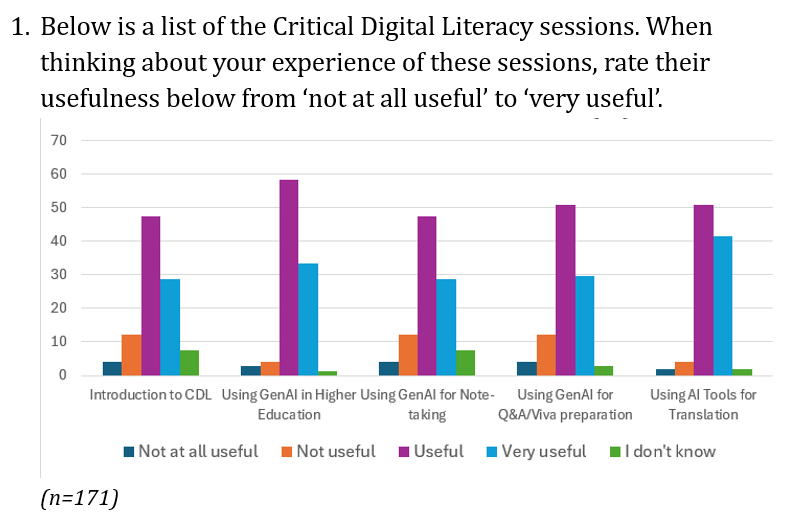 1. Below is a list of the Critical Digital Literacy sessions. When
thinking about your experience of these sessions, rate their
usefulness below from ‘not at all useful’ to ‘very useful’.
70
60
50
40
30
20
10
0
Introduction to CDL
Using GenAI in Higher
Education
Using GenAI for Note-
taking
Using GenAI for
Q&A/Viva preparation
Using AI Tools for
Translation
Not at all useful
Not useful
Useful
Very useful
I don't know
(n=171)